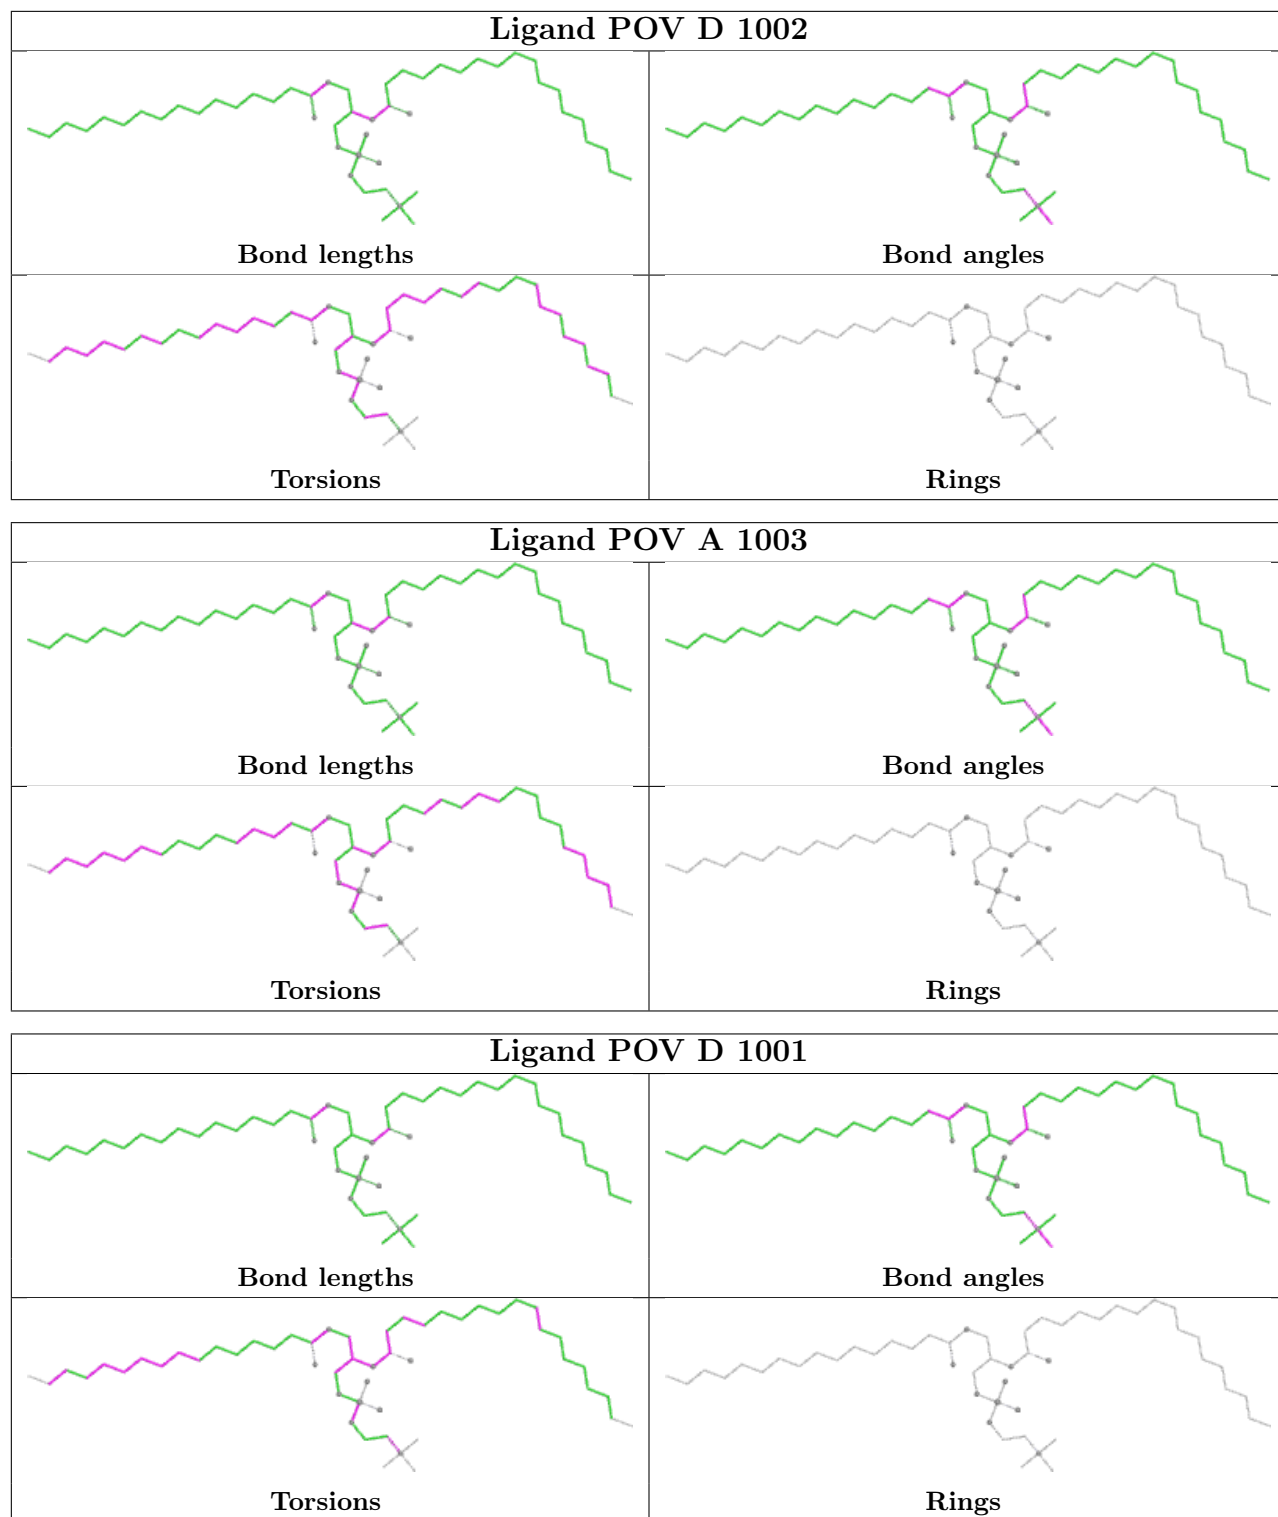 Ligand POV D 1002
Bond lengths
Bond angles
Torsions
Rings
Ligand POV A 1003
Bond lengths
Bond angles
Torsions
Rings
Ligand POV D 1001
Bond lengths
Bond angles
Torsions
Rings